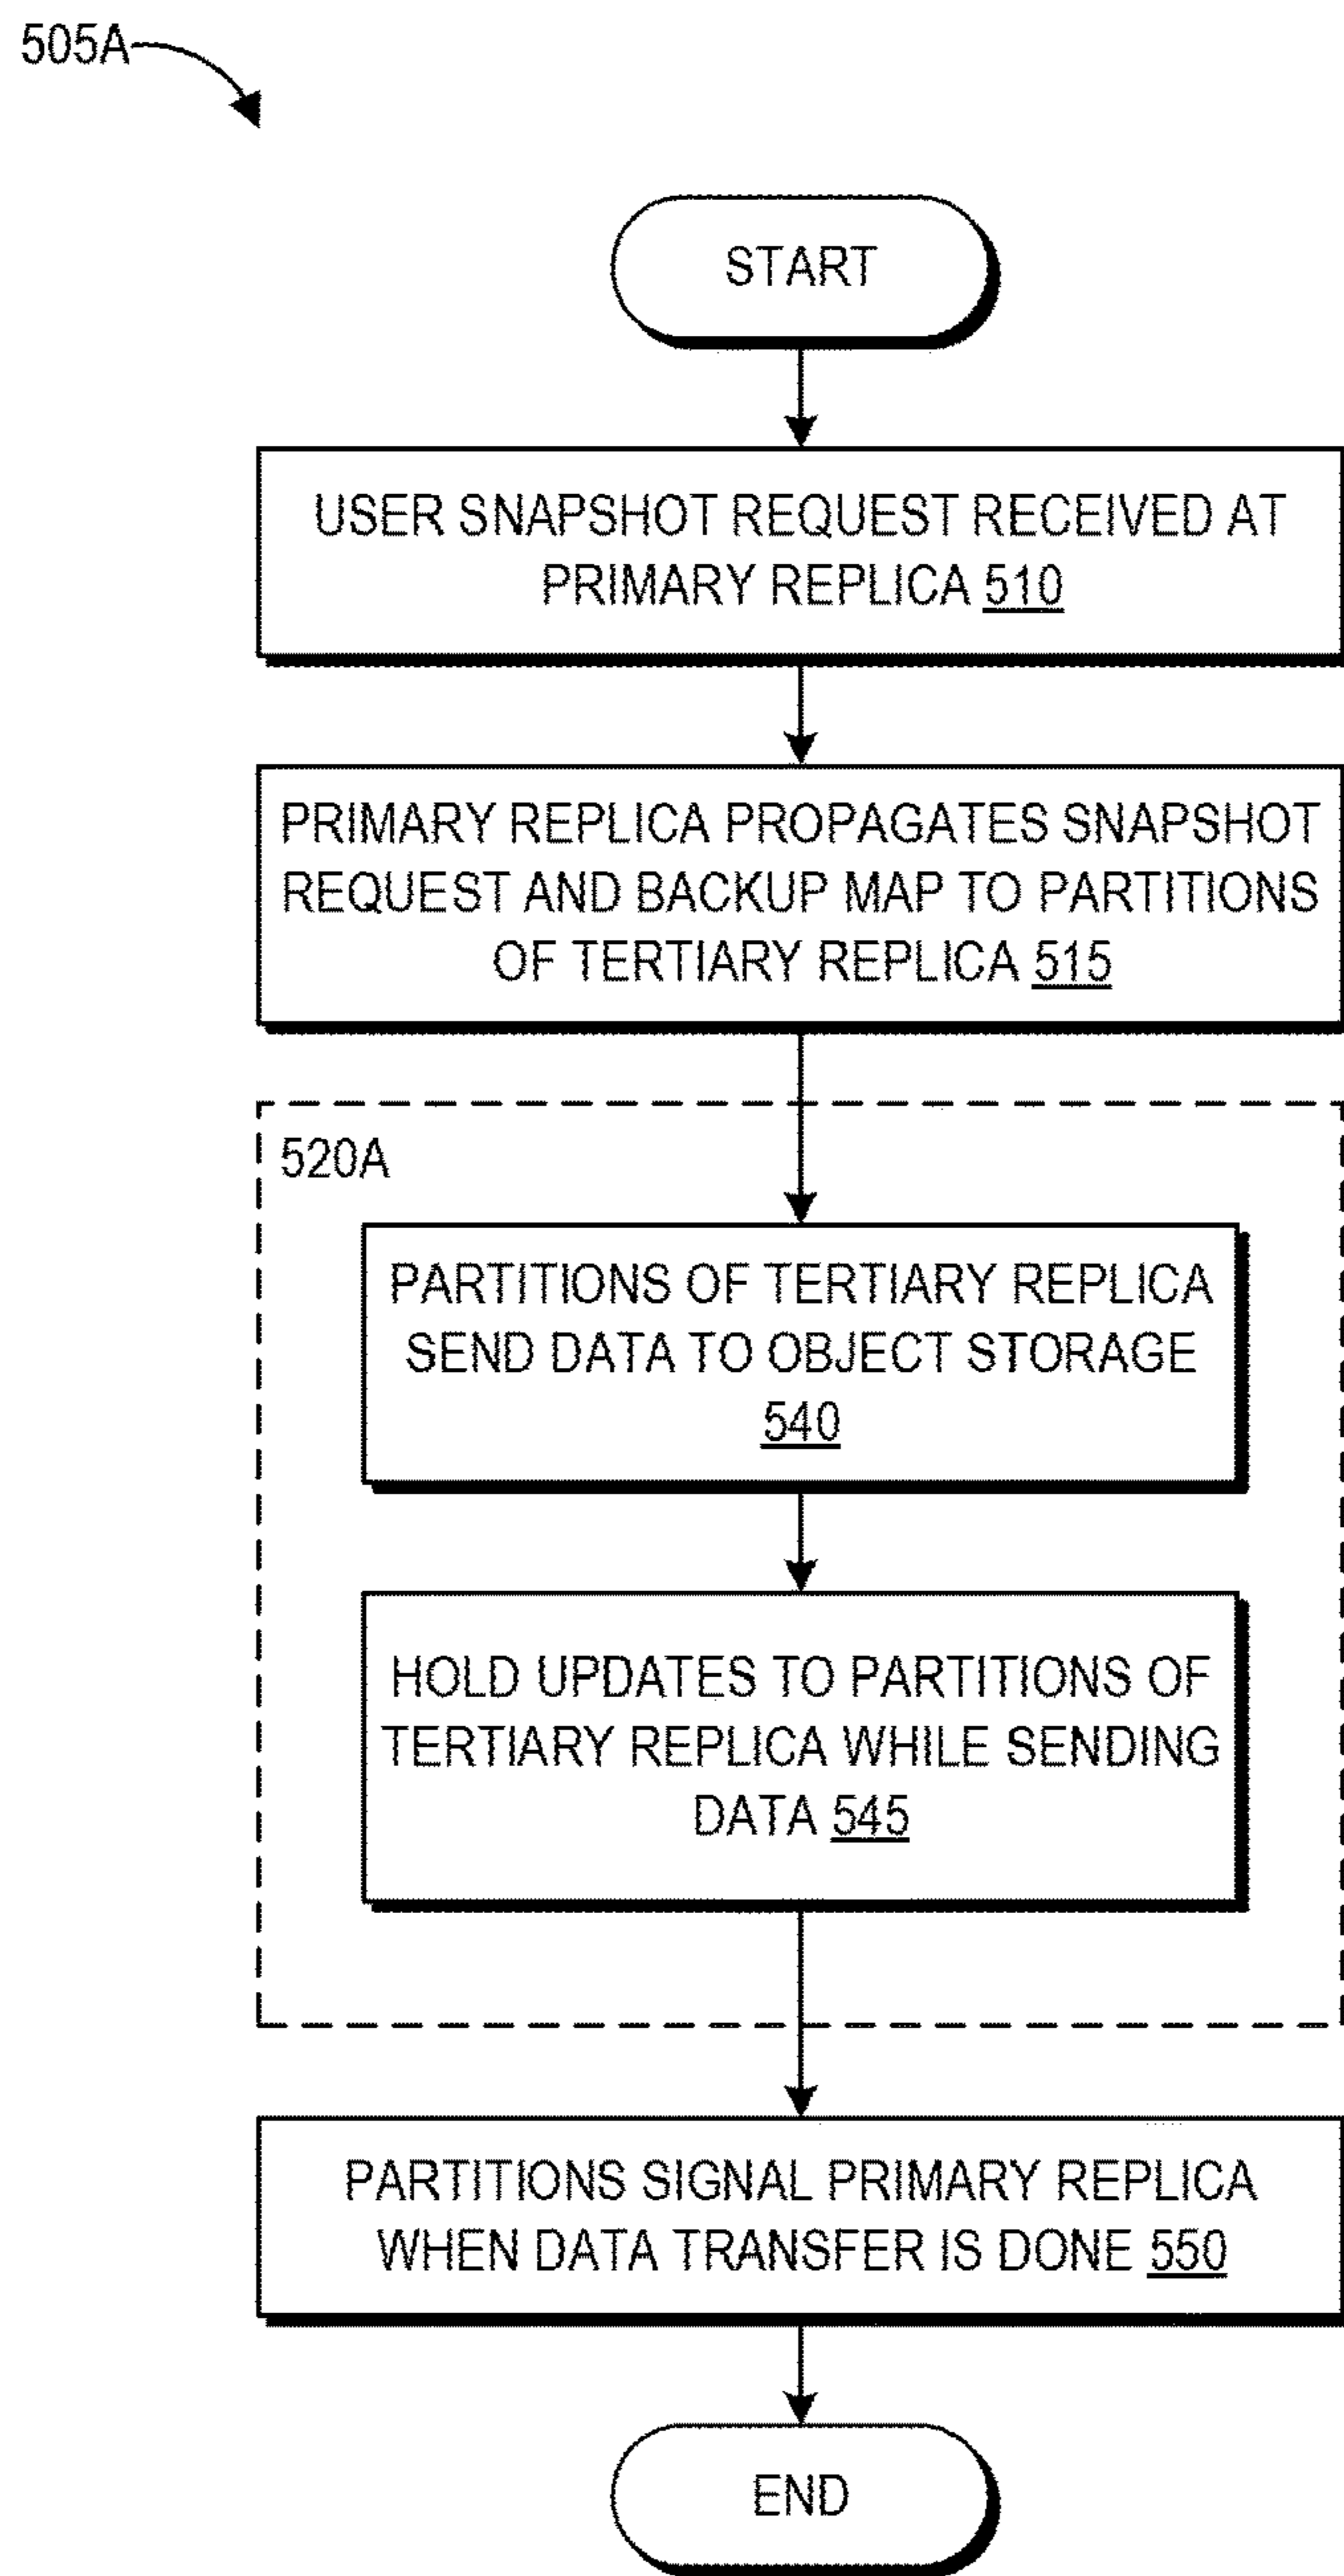 505A
START
USER SNAPSHOT REQUEST RECEIVED AT
PRIMARY REPLICA 510
PRIMARY REPLICA PROPAGATES SNAPSHOT
REQUEST AND BACKUP MAP TO PARTITIONS
OF TERTIARY REPLICA 515
520A
PARTITIONS OF TERTIARY REPLICA
SEND DATA TO OBJECT STORAGE
540
HOLD UPDATES TO PARTITIONS OF
TERTIARY REPLICA WHILE SENDING
DATA 545
PARTITIONS SIGNAL PRIMARY REPLICA
WHEN DATA TRANSFER IS DONE 550
END